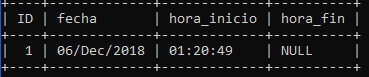 ID | fecha | hora_inicio | hora_fin
1 | 06/Dec/2018 | 01:20:49 | NULL